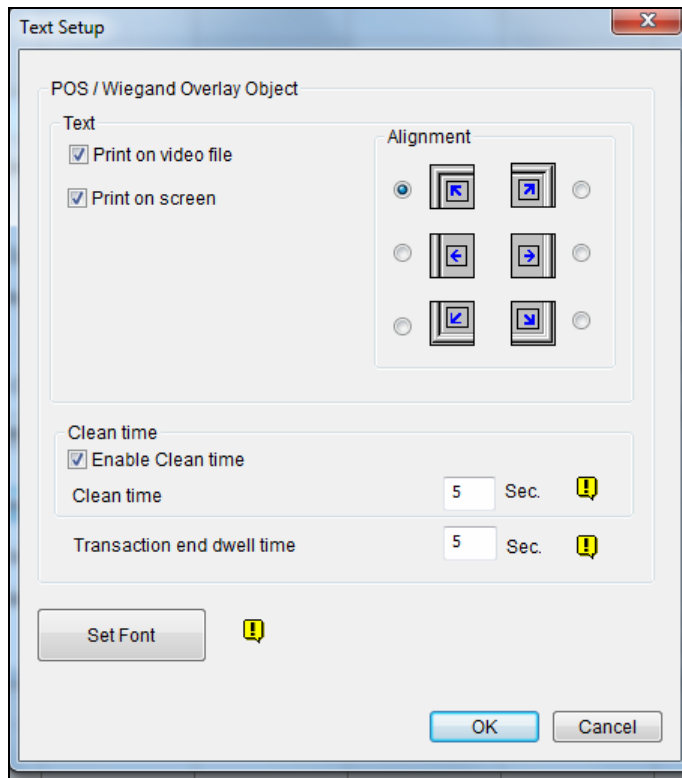 Text Setup
POS / Wiegand Overlay Object
Text
Print on video file
Print on screen
Alignment
Clean time
Enable Clean time
Clean time 5 Sec.
Transaction end dwell time 5 Sec.
Set Font
OK Cancel